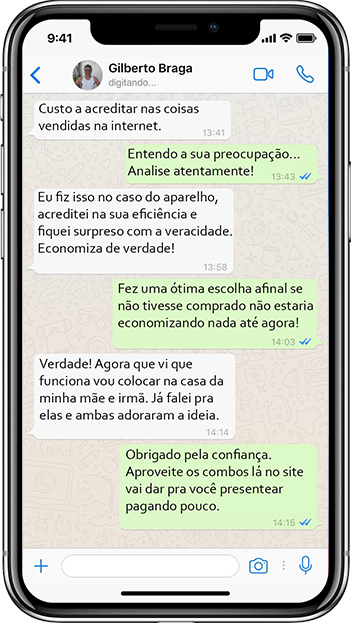 9:41
Gilberto Braga
digitando...
Custo a acreditar nas coisas
vendidas na internet.
13:41
Entendo a sua preocupação...
Analise atentamente!
13:43
Eu fiz isso no caso do aparelho,
acreditei na sua eficiência e
fiquei surpreso com a veracidade.
Economiza de verdade!
13:58
Fez uma ótima escolha afinal se
não tivesse comprado não estaria
economizando nada até agora!
14:03
Verdade! Agora que vi que
funciona vou colocar na casa da
minha mãe e irmã. Já falei pra
elas e ambas adoraram a ideia.
14:14
Obrigado pela confiança.
Aproveite os combos lá no site
vai dar pra você presentear
pagando pouco.
14:15